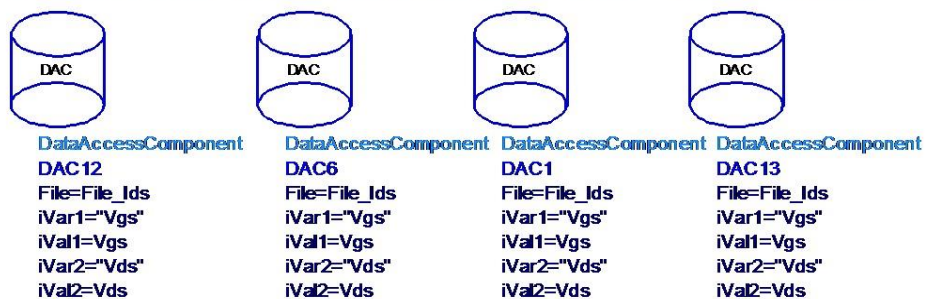 DAC DAC DAC DAC
DataAccessComponent DataAccessComponent DataAccessComponent DataAccessComponent
DAC12 DAC6 DAC1 DAC13
File=File_Ids File=File_Ids File=File_Ids File=File_Ids
iVar1="Vgs" iVar1="Vgs" iVar1="Vgs" iVar1="Vgs"
iVal1=Vgs iVal1=Vgs iVal1=Vgs iVal1=Vgs
iVar2="Vds" iVar2="Vds" iVar2="Vds" iVar2="Vds"
iVal2=Vds iVal2=Vds iVal2=Vds iVal2=Vds